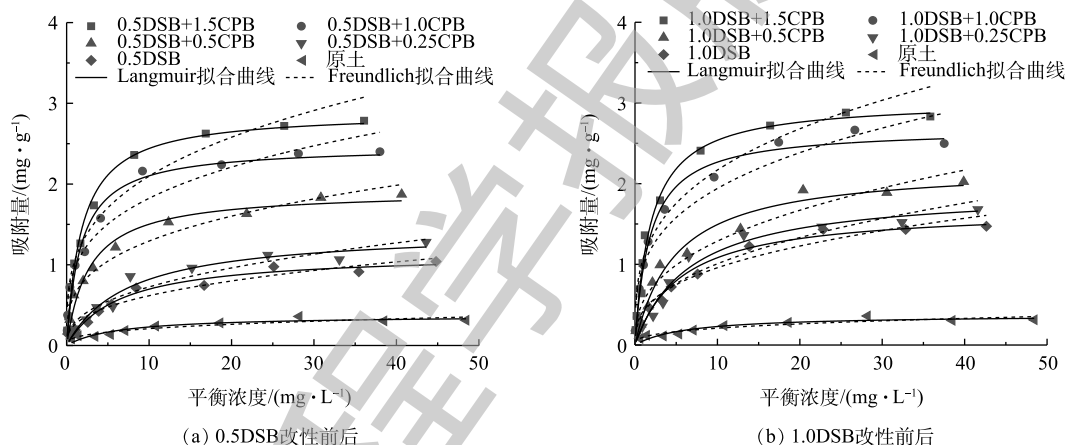 4
3
2
1
0
吸附量/(mg·g⁻¹)
0.5DSB+1.5CPB 0.5DSB+1.0CPB
0.5DSB+0.5CPB 0.5DSB+0.25CPB
0.5DSB 原土
Langmuir拟合曲线 Freundlich拟合曲线
0 10 20 30 40 50
平衡浓度/(mg·L⁻¹)
(a) 0.5DSB改性前后
4
3
2
1
0
吸附量/(mg·g⁻¹)
1.0DSB+1.5CPB 1.0DSB+1.0CPB
1.0DSB+0.5CPB 1.0DSB+0.25CPB
1.0DSB 原土
Langmuir拟合曲线 Freundlich拟合曲线
0 10 20 30 40 50
平衡浓度/(mg·L⁻¹)
(b) 1.0DSB改性前后
程学报